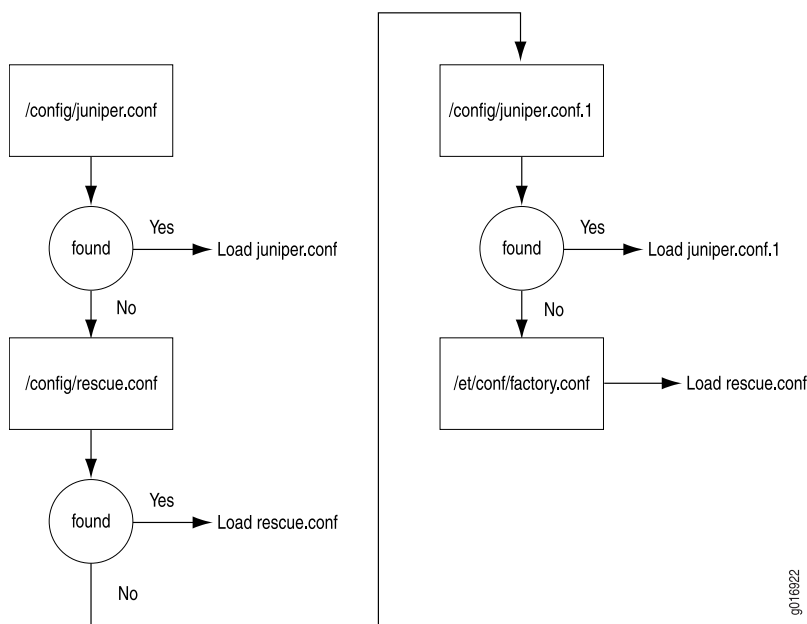 /config/juniper.conf
found
Yes
Load juniper.conf
No
/config/rescue.conf
found
Yes
Load rescue.conf
No
/config/juniper.conf.1
found
Yes
Load juniper.conf.1
No
/et/conf/factory.conf
Load rescue.conf
g016922